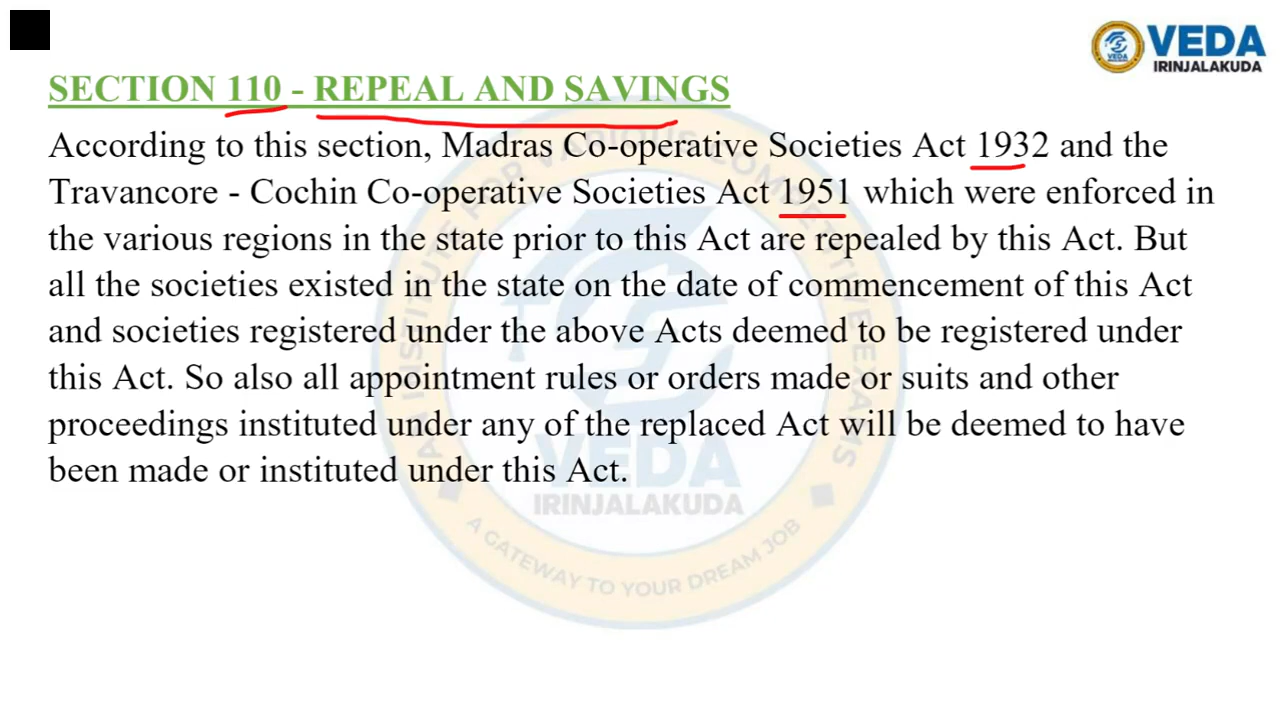 VEDA
IRINJALAKUDA
SECTION 110 - REPEAL AND SAVINGS
According to this section, Madras Co-operative Societies Act 1932 and the
Travancore - Cochin Co-operative Societies Act 1951 which were enforced in
the various regions in the state prior to this Act are repealed by this Act. But
all the societies existed in the state on the date of commencement of this Act
and societies registered under the above Acts deemed to be registered under
this Act. So also all appointment rules or orders made or suits and other
proceedings instituted under any of the replaced Act will be deemed to have
been made or instituted under this Act.
VEDA
IRINJALAKUDA
A GATEWAY TO YOUR DREAM JOB